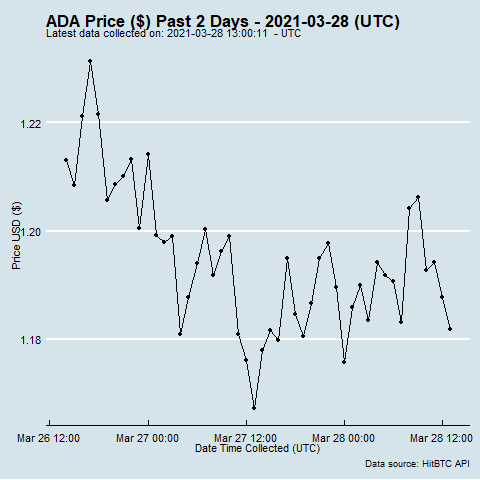 ADA Price ($) Past 2 Days - 2021-03-28 (UTC)
Latest data collected on: 2021-03-28 13:00:11 - UTC
1.22
1.20
1.18
Price USD ($)
Mar 26 12:00 Mar 27 00:00 Mar 27 12:00 Mar 28 00:00 Mar 28 12:00
Date Time Collected (UTC)
Data source: HitBTC API